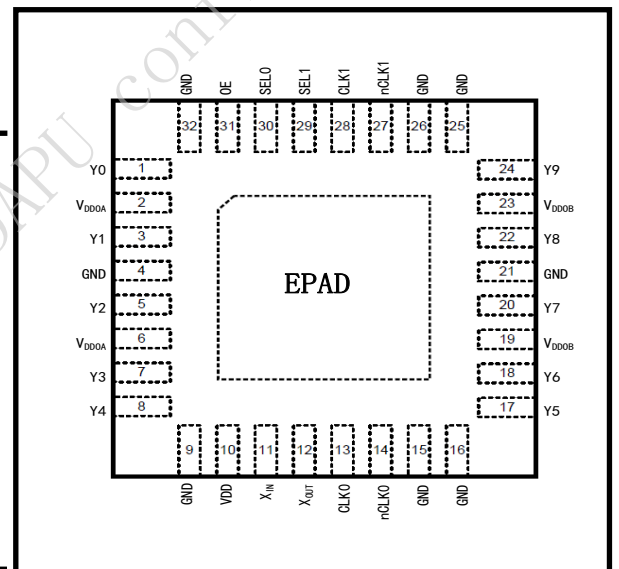 DAPU conf
GND OE SEL0 SEL1 CLK1 nCLK1 GND GND
32 31 30 29 28 27 26 25
Y0 1 24 Y9
VDDOA 2 23 VDDOB
Y1 3 22 Y8
GND 4 21 GND
EPAD
Y2 5 20 Y7
VDDOA 6 19 VDDOB
Y3 7 18 Y6
Y4 8 17 Y5
9 10 11 12 13 14 15 16
GND VDD XIN XOUT CLK0 nCLK0 GND GND